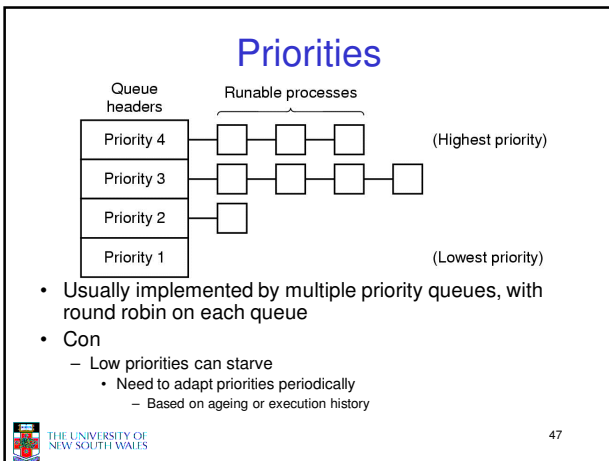 Priorities
Queue
headers
Runable processes
Priority 4
(Highest priority)
Priority 3
Priority 2
Priority 1
(Lowest priority)
• Usually implemented by multiple priority queues, with
round robin on each queue
• Con
– Low priorities can starve
• Need to adapt priorities periodically
– Based on ageing or execution history
THE UNIVERSITY OF
NEW SOUTH WALES
47